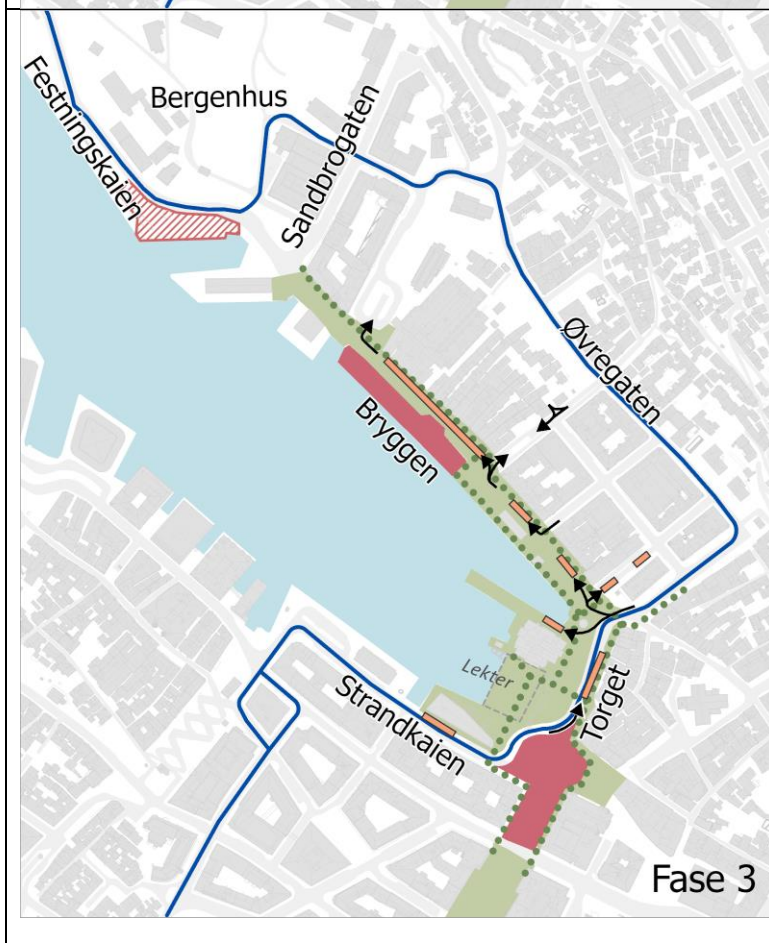 Bergenhus
Festningskaien
Sandbrogaten
Øvregaten
Bryggen
Lekter
Torget
Strandkaien
Fase 3